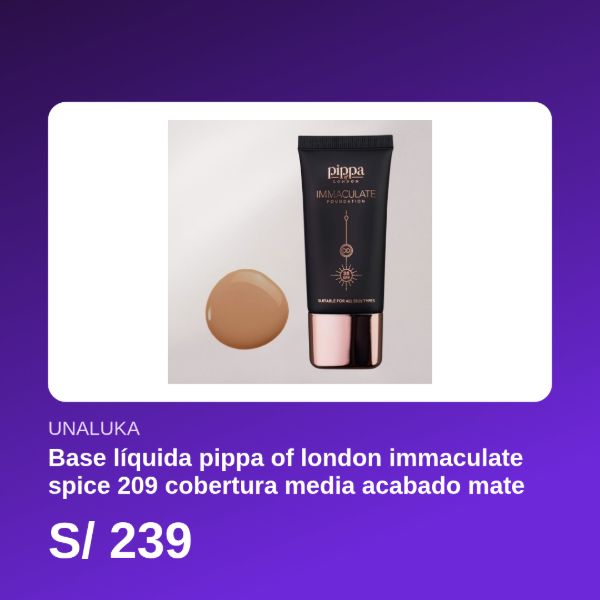 pippa
of
LONDON
IMMACULATE
FOUNDATION
SUITABLE FOR ALL SKIN TYPES
UNALUKA
Base líquida pippa of london immaculate
spice 209 cobertura media acabado mate
S/ 239